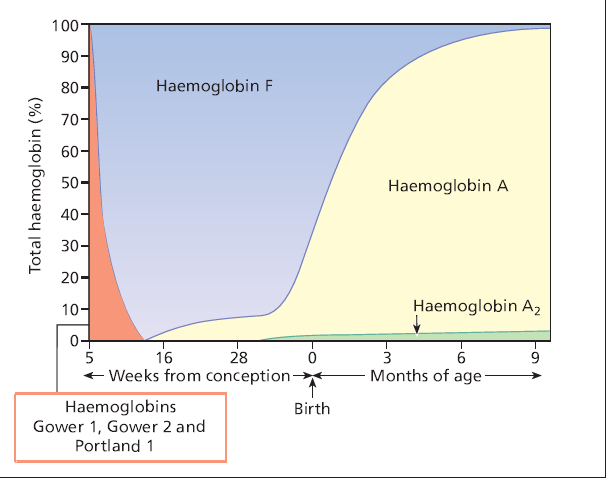 Total haemoglobin (%)
100
90
80
70
60
50
40
30
20
10
0
Haemoglobin F
Haemoglobin A
Haemoglobin A₂
5 16 28 0 3 6 9
Weeks from conception Months of age
Birth
Haemoglobins
Gower 1, Gower 2 and
Portland 1